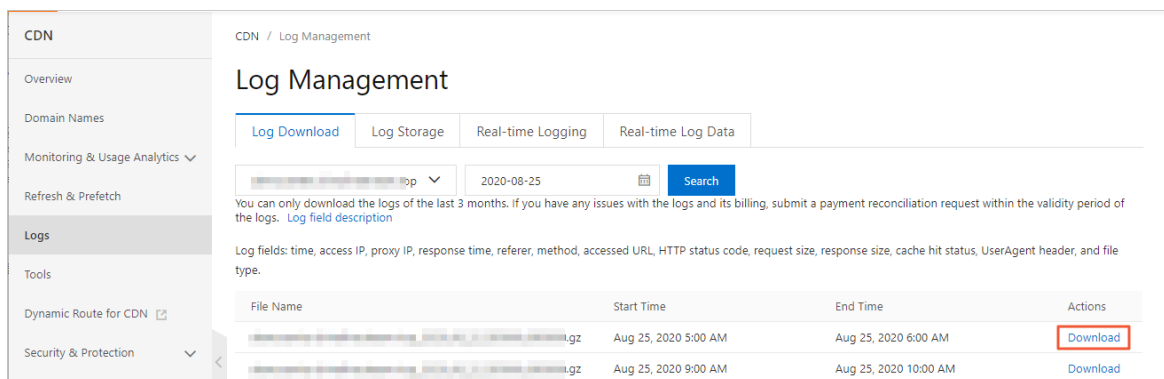 CDN
CDN / Log Management
Log Management
Overview
Domain Names
Monitoring & Usage Analytics
Refresh & Prefetch
Logs
Tools
Dynamic Route for CDN
Security & Protection
Log Download
Log Storage
Real-time Logging
Real-time Log Data
op
2020-08-25
Search
You can only download the logs of the last 3 months. If you have any issues with the logs and its billing, submit a payment reconciliation request within the validity period of
the logs. Log field description
Log fields: time, access IP, proxy IP, response time, referer, method, accessed URL, HTTP status code, request size, response size, cache hit status, UserAgent header, and file
type.
File Name Start Time End Time Actions
.gz Aug 25, 2020 5:00 AM Aug 25, 2020 6:00 AM Download
.gz Aug 25, 2020 9:00 AM Aug 25, 2020 10:00 AM Download